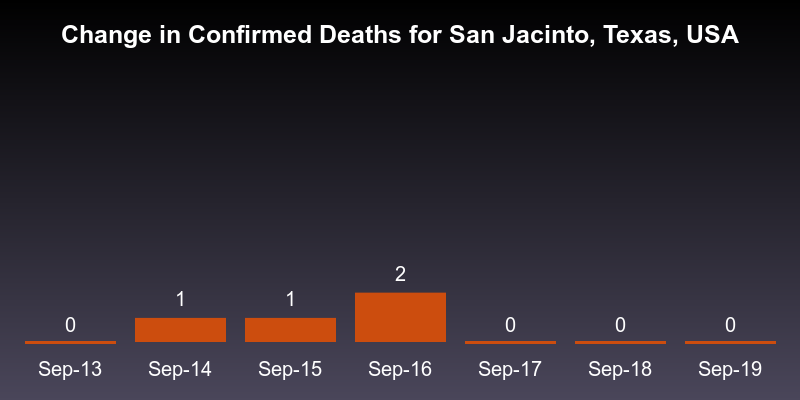 Change in Confirmed Deaths for San Jacinto, Texas, USA
0 1 1 2 0 0 0
Sep-13 Sep-14 Sep-15 Sep-16 Sep-17 Sep-18 Sep-19